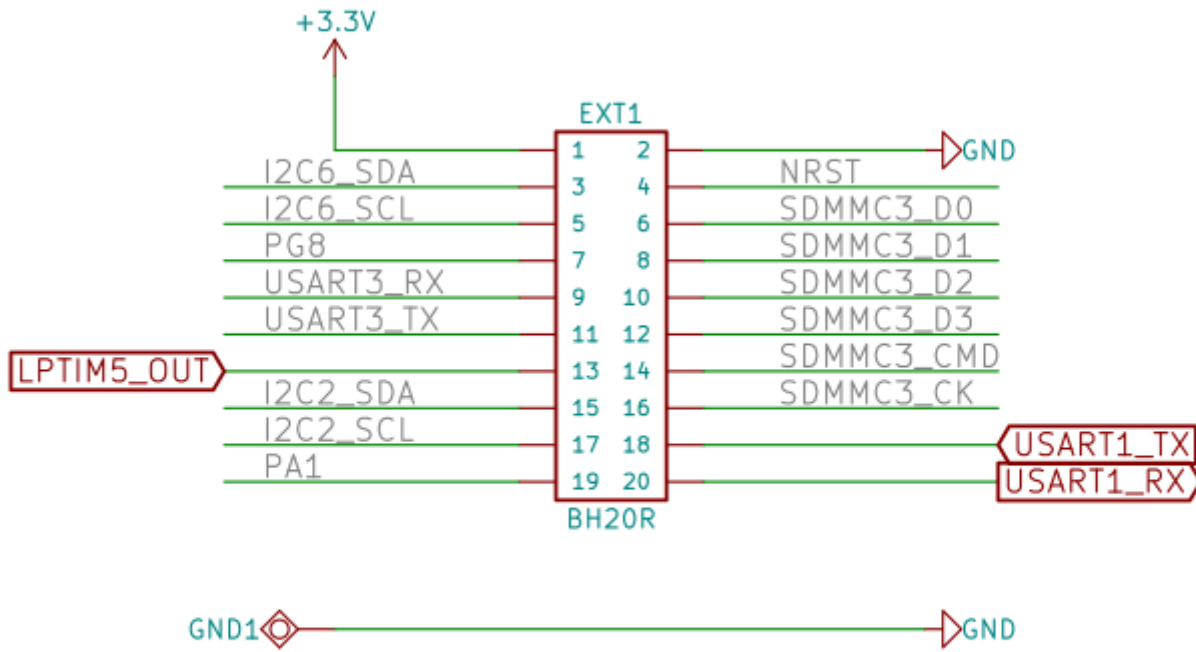 +3.3V
EXT1
1 2 GND
I2C6_SDA 3 4 NRST
I2C6_SCL 5 6 SDMMC3_D0
PG8 7 8 SDMMC3_D1
USART3_RX 9 10 SDMMC3_D2
USART3_TX 11 12 SDMMC3_D3
LPTIM5_OUT 13 14 SDMMC3_CMD
I2C2_SDA 15 16 SDMMC3_CK
I2C2_SCL 17 18 USART1_TX
PA1 19 20 USART1_RX
BH20R
GND1 GND